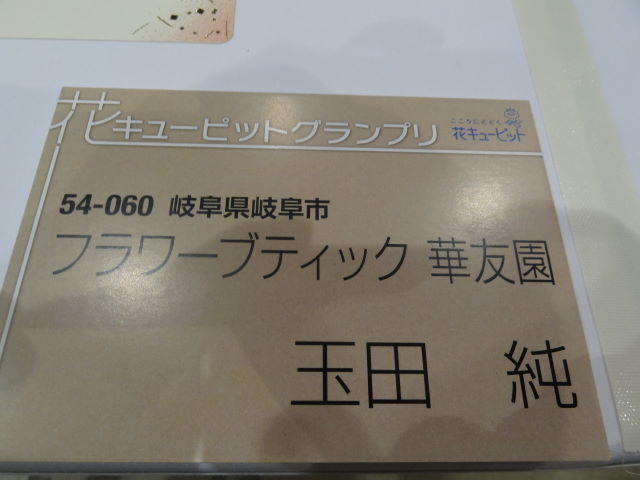 花キューピットグランプリ
こころにとどく
花キューピット
54-060 岐阜県岐阜市
フラワーブティック 華友園
玉田 純